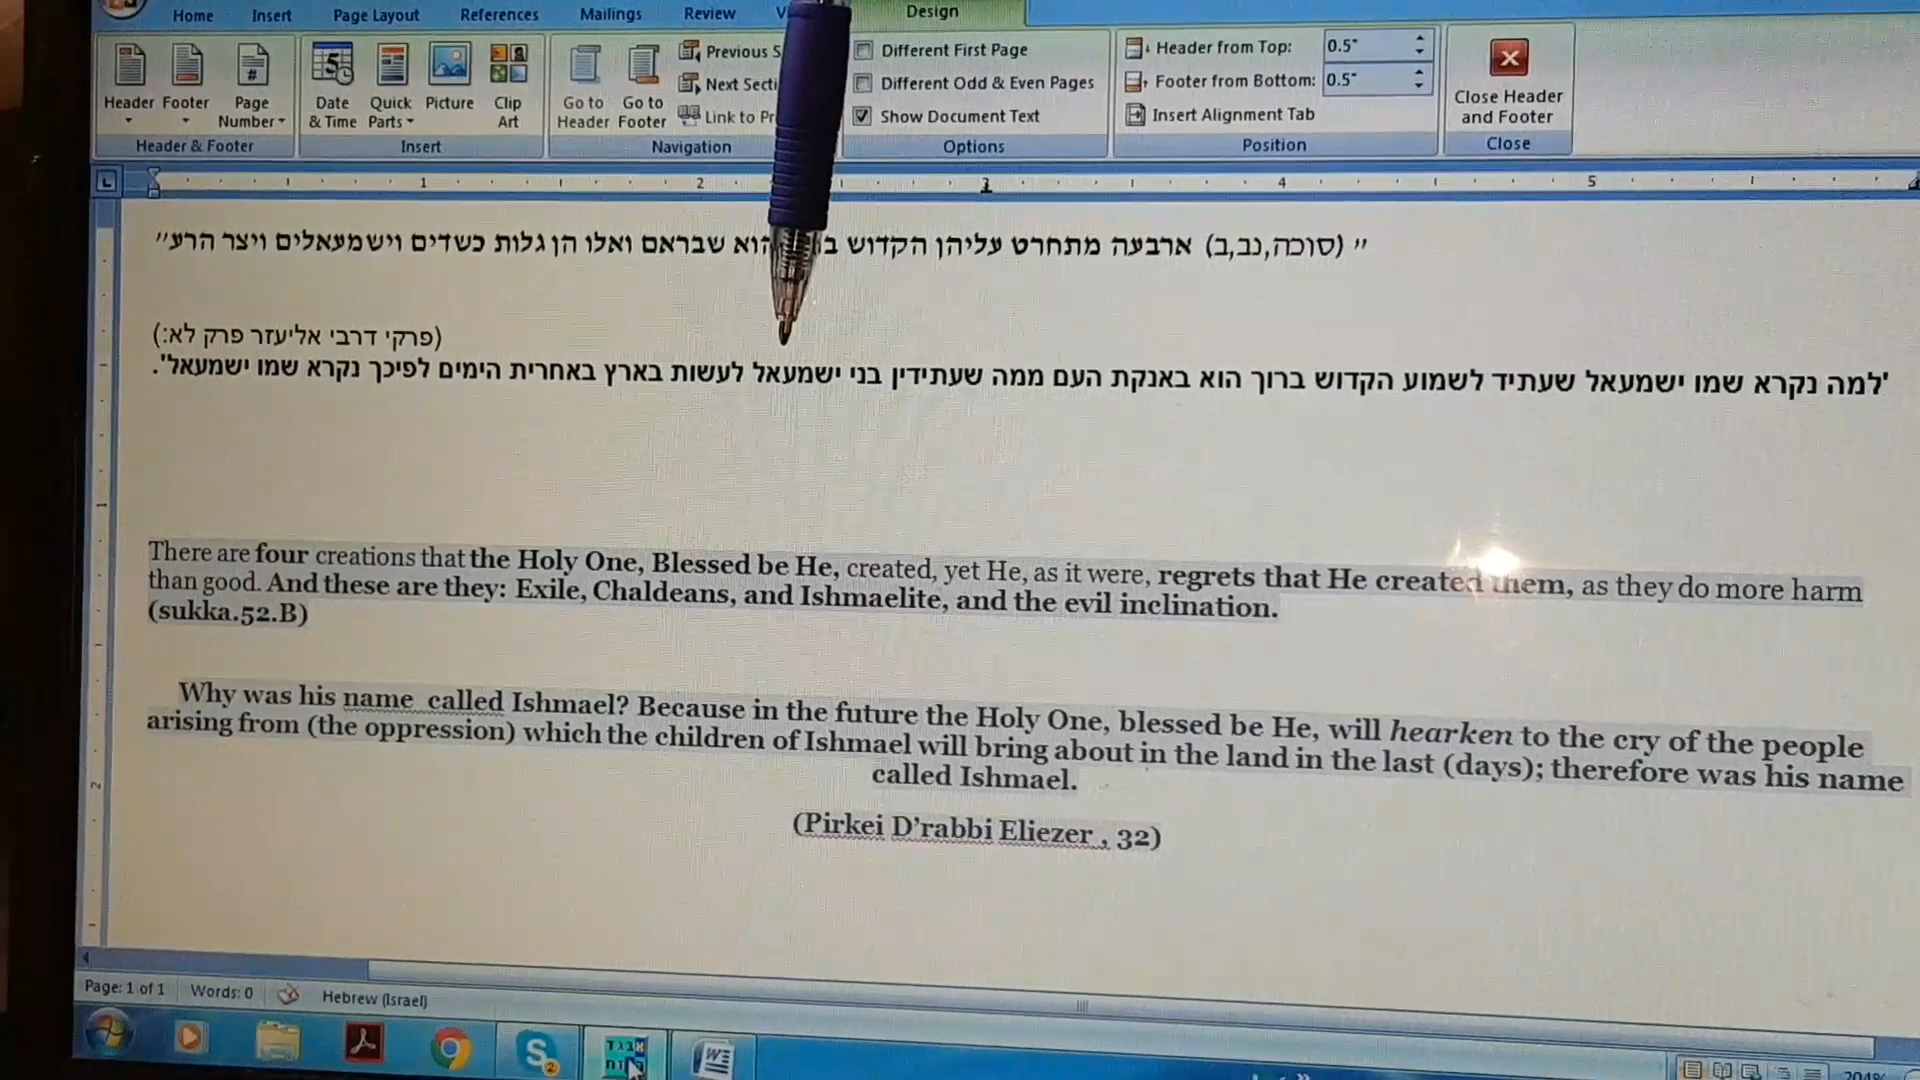 Home Insert Page Layout References Mailings Review Design
Header Footer Page Number
Date & Time Quick Parts Picture Clip Art
Go to Header Go to Footer
Previous S
Next Secti
Link to Pr
Different First Page
Different Odd & Even Pages
Show Document Text
Header from Top: 0.5"
Footer from Bottom: 0.5"
Insert Alignment Tab
Close Header and Footer
Header & Footer Insert Navigation Options Position Close
1 2 3 4 5
״ (סוכה,נב,ב) ארבעה מתחרט עליהן הקדוש הוא שבראם ואלו הן גלות כשדים וישמעאלים ויצר הרע״
(פרקי דרבי אליעזר פרק לא:)
'למה נקרא שמו ישמעאל שעתיד לשמוע הקדוש ברוך הוא באנקת העם ממה שעתידין בני ישמעאל לעשות בארץ באחרית הימים לפיכך נקרא שמו ישמעאל'.
There are four creations that the Holy One, Blessed be He, created, yet He, as it were, regrets that He created them, as they do more harm
than good. And these are they: Exile, Chaldeans, and Ishmaelite, and the evil inclination.
(sukka.52.B)
Why was his name called Ishmael? Because in the future the Holy One, blessed be He, will hearken to the cry of the people
arising from (the oppression) which the children of Ishmael will bring about in the land in the last (days); therefore was his name
called Ishmael.
(Pirkei D'rabbi Eliezer , 32)
Page: 1 of 1 Words: 0 Hebrew (Israel)